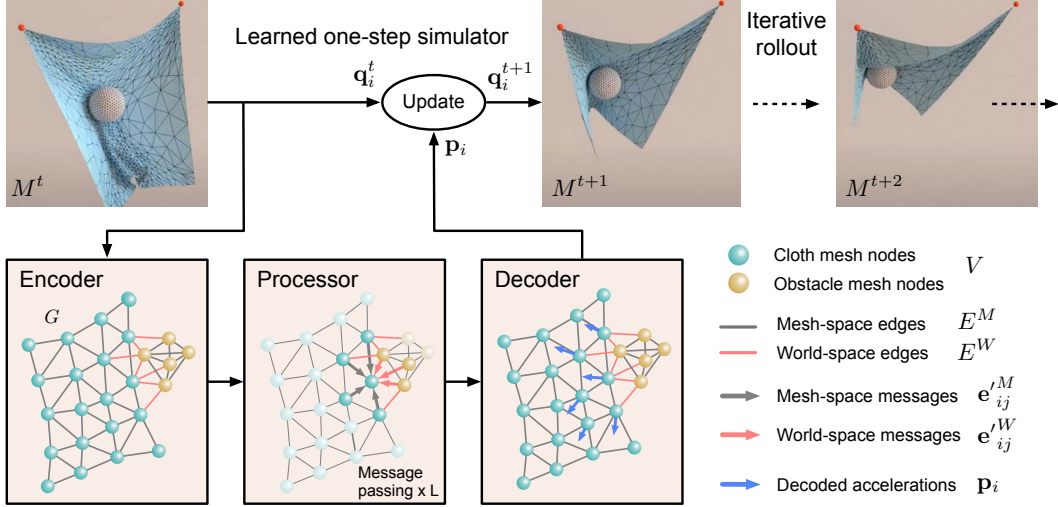 Learned one-step simulator
Iterative
rollout
q_i^t
Update
q_i^{t+1}
p_i
M^t
M^{t+1}
M^{t+2}
Encoder
G
Processor
Message
passing x L
Decoder
Cloth mesh nodes
Obstacle mesh nodes
V
Mesh-space edges E^M
World-space edges E^W
Mesh-space messages e'^M_{ij}
World-space messages e'^W_{ij}
Decoded accelerations p_i